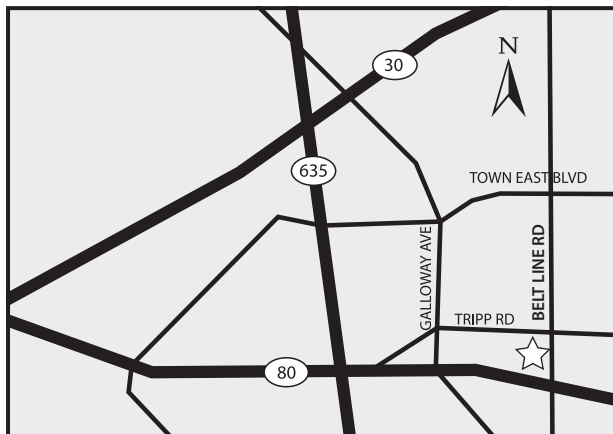 N
30
635
TOWN EAST BLVD
GALLOWAY AVE
BELT LINE RD
TRIPP RD
80